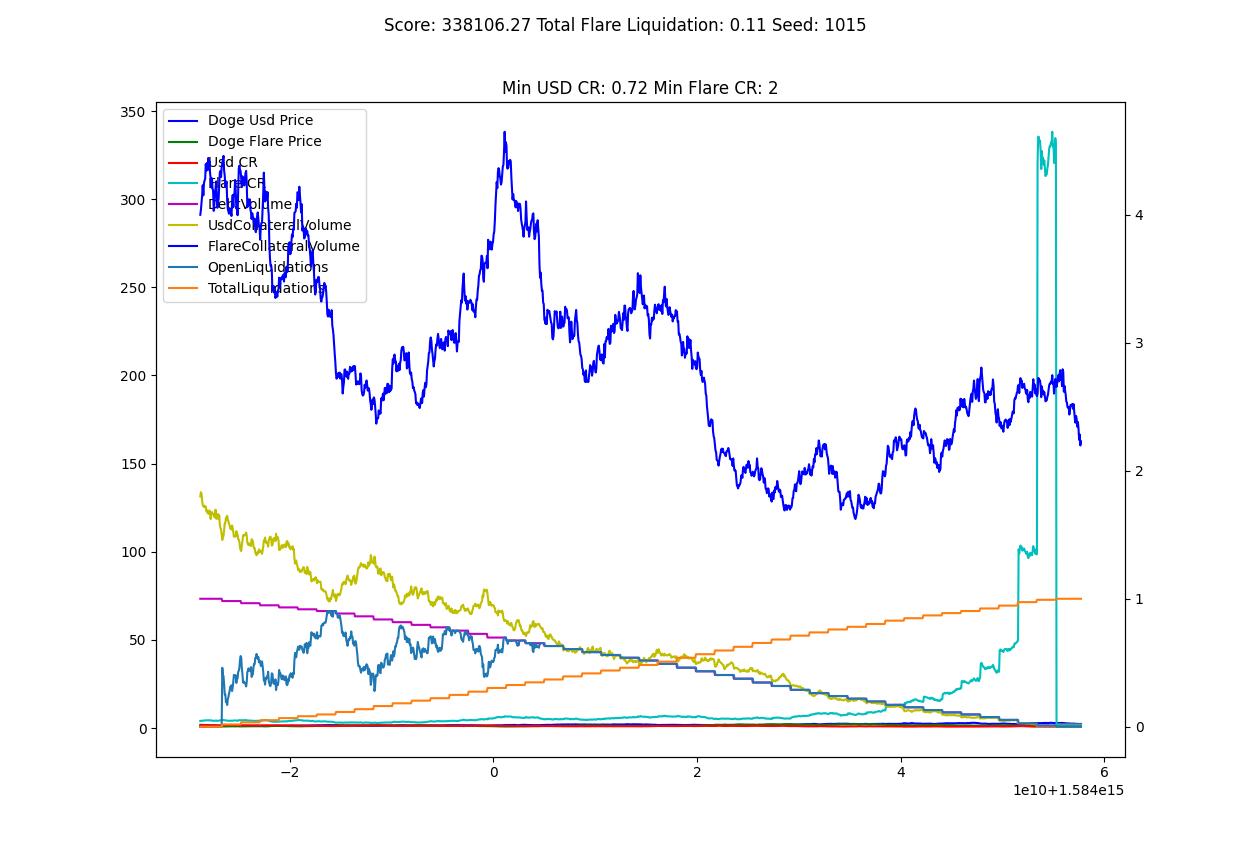 Score: 338106.27 Total Flare Liquidation: 0.11 Seed: 1015
Min USD CR: 0.72 Min Flare CR: 2
350
300
250
200
150
100
50
0
Doge Usd Price
Doge Flare Price
Usd CR
Flare CR
DebtVolume
UsdCollateralVolume
FlareCollateralVolume
OpenLiquidations
TotalLiquidations
4
3
2
1
0
−2 0 2 4 6
1e10+1.584e15